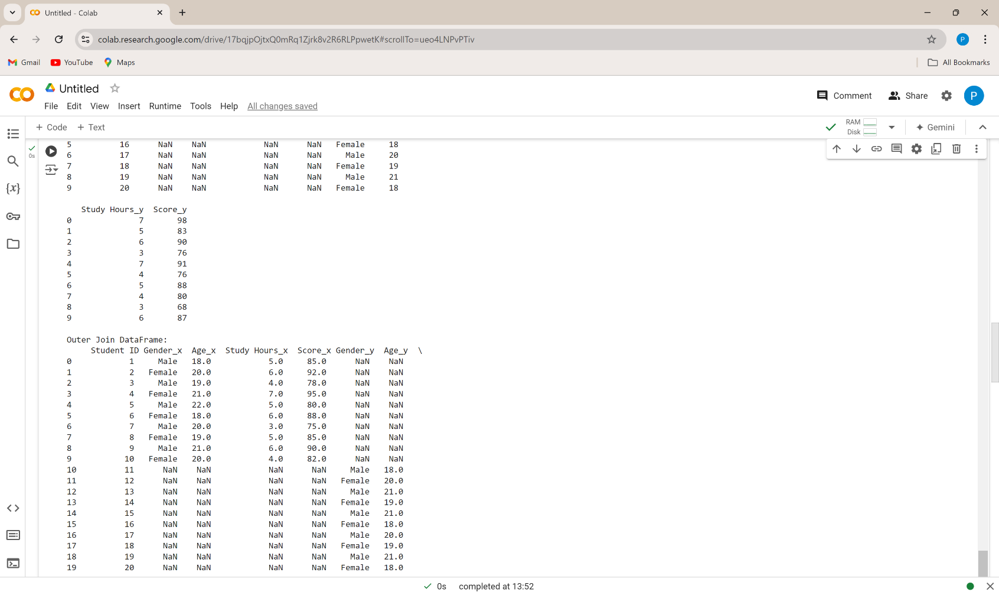 Untitled - Colab
colab.research.google.com/drive/17bqjpOjtxQ0mRq1Zjrk8v2R6RLPpwetK#scrollTo=ueo4LNPvPTiv
P
Gmail YouTube Maps All Bookmarks
Untitled
Comment Share P
File Edit View Insert Runtime Tools Help All changes saved
+ Code + Text RAM Disk Gemini
0s
5 16 NaN NaN NaN NaN Female 18
6 17 NaN NaN NaN NaN Male 20
7 18 NaN NaN NaN NaN Female 19
8 19 NaN NaN NaN NaN Male 21
9 20 NaN NaN NaN NaN Female 18
Study Hours_y Score_y
0 7 98
1 5 83
2 6 90
3 3 76
4 7 91
5 4 76
6 5 88
7 4 80
8 3 68
9 6 87
Outer Join DataFrame:
Student ID Gender_x Age_x Study Hours_x Score_x Gender_y Age_y \
0 1 Male 18.0 5.0 85.0 NaN NaN
1 2 Female 20.0 6.0 92.0 NaN NaN
2 3 Male 19.0 4.0 78.0 NaN NaN
3 4 Female 21.0 7.0 95.0 NaN NaN
4 5 Male 22.0 5.0 80.0 NaN NaN
5 6 Female 18.0 6.0 88.0 NaN NaN
6 7 Male 20.0 3.0 75.0 NaN NaN
7 8 Female 19.0 5.0 85.0 NaN NaN
8 9 Male 21.0 6.0 90.0 NaN NaN
9 10 Female 20.0 4.0 82.0 NaN NaN
10 11 NaN NaN NaN NaN Male 18.0
11 12 NaN NaN NaN NaN Female 20.0
12 13 NaN NaN NaN NaN Male 21.0
13 14 NaN NaN NaN NaN Female 19.0
14 15 NaN NaN NaN NaN Male 21.0
15 16 NaN NaN NaN NaN Female 18.0
16 17 NaN NaN NaN NaN Male 20.0
17 18 NaN NaN NaN NaN Female 19.0
18 19 NaN NaN NaN NaN Male 21.0
19 20 NaN NaN NaN NaN Female 18.0
0s completed at 13:52